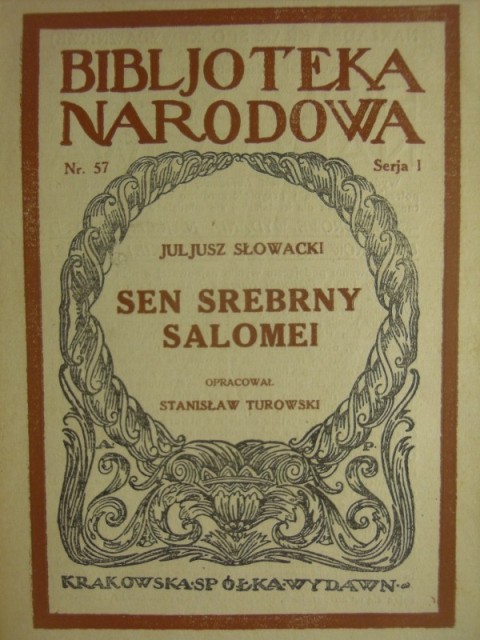 BIBLJOTEKA
NARODOWA
Nr. 57 Serja I
JULJUSZ SŁOWACKI
SEN SREBRNY
SALOMEI
OPRACOWAŁ
STANISŁAW TUROWSKI
A. P.
KRAKOWSKA·SPÓŁKA·WYDAWN·